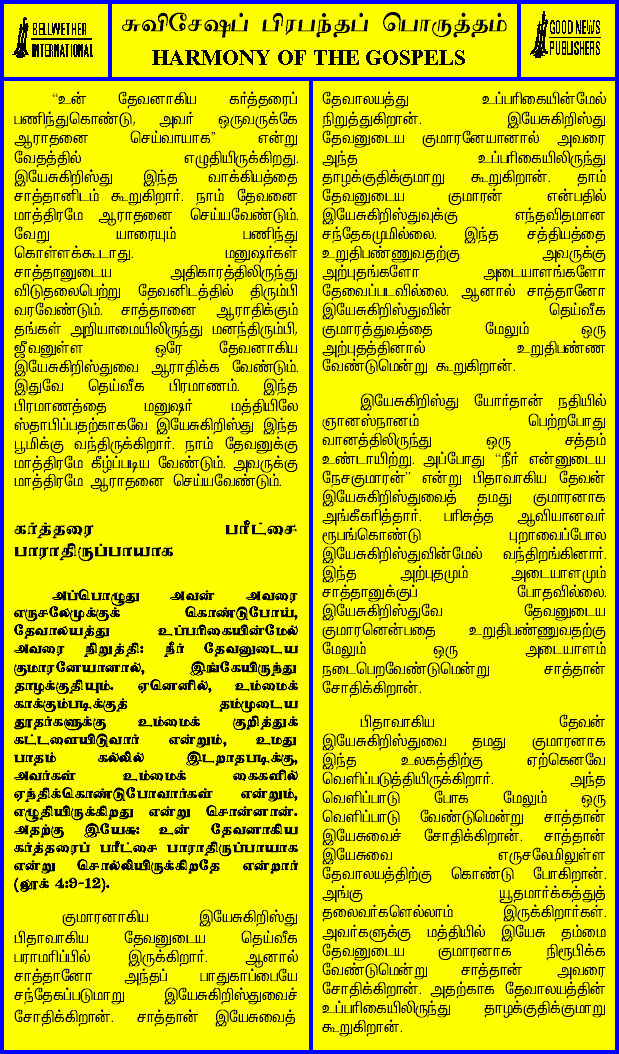 BELLWETHER
INTERNATIONAL
சுவிசேஷப் பிரபந்தப் பொருத்தம்
HARMONY OF THE GOSPELS
GOOD NEWS
PUBLISHERS
“உன் தேவனாகிய கர்த்தரைப்
பணிந்துகொண்டு, அவர் ஒருவருக்கே
ஆராதனை செய்வாயாக” என்று
வேதத்தில் எழுதியிருக்கிறது.
இயேசுகிறிஸ்து இந்த வாக்கியத்தை
சாத்தானிடம் கூறுகிறார். நாம் தேவனை
மாத்திரமே ஆராதனை செய்யவேண்டும்.
வேறு யாரையும் பணிந்து
கொள்ளக்கூடாது. மனுஷர்கள்
சாத்தானுடைய அதிகாரத்திலிருந்து
விடுதலைபெற்று தேவனிடத்தில் திரும்பி
வரவேண்டும். சாத்தானை ஆராதிக்கும்
தங்கள் அறியாமையிலிருந்து மனந்திரும்பி,
ஜீவனுள்ள ஒரே தேவனாகிய
இயேசுகிறிஸ்துவை ஆராதிக்க வேண்டும்.
இதுவே தெய்வீக பிரமாணம். இந்த
பிரமாணத்தை மனுஷர் மத்தியிலே
ஸ்தாபிப்பதற்காகவே இயேசுகிறிஸ்து இந்த
பூமிக்கு வந்திருக்கிறார். நாம் தேவனுக்கு
மாத்திரமே கீழ்ப்படிய வேண்டும். அவருக்கு
மாத்திரமே ஆராதனை செய்யவேண்டும்.
கர்த்தரை பரீட்சை
பாராதிருப்பாயாக
அப்பொழுது அவன் அவரை
எருசலேமுக்குக் கொண்டுபோய்,
தேவாலயத்து உப்பரிகையின்மேல்
அவரை நிறுத்தி: நீர் தேவனுடைய
குமாரனேயானால், இங்கேயிருந்து
தாழக்குதியும். ஏனெனில், உம்மைக்
காக்கும்படிக்குத் தம்முடைய
தூதர்களுக்கு உம்மைக் குறித்துக்
கட்டளையிடுவார் என்றும், உமது
பாதம் கல்லில் இடறாதபடிக்கு,
அவர்கள் உம்மைக் கைகளில்
ஏந்திக்கொண்டுபோவார்கள் என்றும்,
எழுதியிருக்கிறது என்று சொன்னான்.
அதற்கு இயேசு: உன் தேவனாகிய
கர்த்தரைப் பரீட்சை பாராதிருப்பாயாக
என்று சொல்லியிருக்கிறதே என்றார்
(லூக் 4:9-12).
குமாரனாகிய இயேசுகிறிஸ்து
பிதாவாகிய தேவனுடைய தெய்வீக
பராமரிப்பில் இருக்கிறார். ஆனால்
சாத்தானோ அந்தப் பாதுகாப்பையே
சந்தேகப்படுமாறு இயேசுகிறிஸ்துவைச்
சோதிக்கிறான். சாத்தான் இயேசுவைத்
தேவாலயத்து உப்பரிகையின்மேல்
நிறுத்துகிறான். இயேசுகிறிஸ்து
தேவனுடைய குமாரனேயானால் அவரை
அந்த உப்பரிகையிலிருந்து
தாழக்குதிக்குமாறு கூறுகிறான். தாம்
தேவனுடைய குமாரன் என்பதில்
இயேசுகிறிஸ்துவுக்கு எந்தவிதமான
சந்தேகமுமில்லை. இந்த சத்தியத்தை
உறுதிபண்ணுவதற்கு அவருக்கு
அற்புதங்களோ அடையாளங்களோ
தேவைப்படவில்லை. ஆனால் சாத்தானோ
இயேசுகிறிஸ்துவின் தெய்வீக
குமாரத்துவத்தை மேலும் ஒரு
அற்புதத்தினால் உறுதிபண்ண
வேண்டுமென்று கூறுகிறான்.
இயேசுகிறிஸ்து யோர்தான் நதியில்
ஞானஸ்நானம் பெற்றபோது
வானத்திலிருந்து ஒரு சத்தம்
உண்டாயிற்று. அப்போது “நீர் என்னுடைய
நேசகுமாரன்” என்று பிதாவாகிய தேவன்
இயேசுகிறிஸ்துவைத் தமது குமாரனாக
அங்கீகரித்தார். பரிசுத்த ஆவியானவர்
ரூபங்கொண்டு புறாவைப்போல
இயேசுகிறிஸ்துவின்மேல் வந்திறங்கினார்.
இந்த அற்புதமும் அடையாளமும்
சாத்தானுக்குப் போதவில்லை.
இயேசுகிறிஸ்துவே தேவனுடைய
குமாரனென்பதை உறுதிபண்ணுவதற்கு
மேலும் ஒரு அடையாளம்
நடைபெறவேண்டுமென்று சாத்தான்
சோதிக்கிறான்.
பிதாவாகிய தேவன்
இயேசுகிறிஸ்துவை தமது குமாரனாக
இந்த உலகத்திற்கு ஏற்கெனவே
வெளிப்படுத்தியிருக்கிறார். அந்த
வெளிப்பாடு போக மேலும் ஒரு
வெளிப்பாடு வேண்டுமென்று சாத்தான்
இயேசுவைச் சோதிக்கிறான். சாத்தான்
இயேசுவை எருசலேமிலுள்ள
தேவாலயத்திற்கு கொண்டு போகிறான்.
அங்கு யூதமார்க்கத்துத்
தலைவர்களெல்லாம் இருக்கிறார்கள்.
அவர்களுக்கு மத்தியில் இயேசு தம்மை
தேவனுடைய குமாரனாக நிரூபிக்க
வேண்டுமென்று சாத்தான் அவரை
சோதிக்கிறான். அதற்காக தேவாலயத்தின்
உப்பரிகையிலிருந்து தாழக்குதிக்குமாறு
கூறுகிறான்.